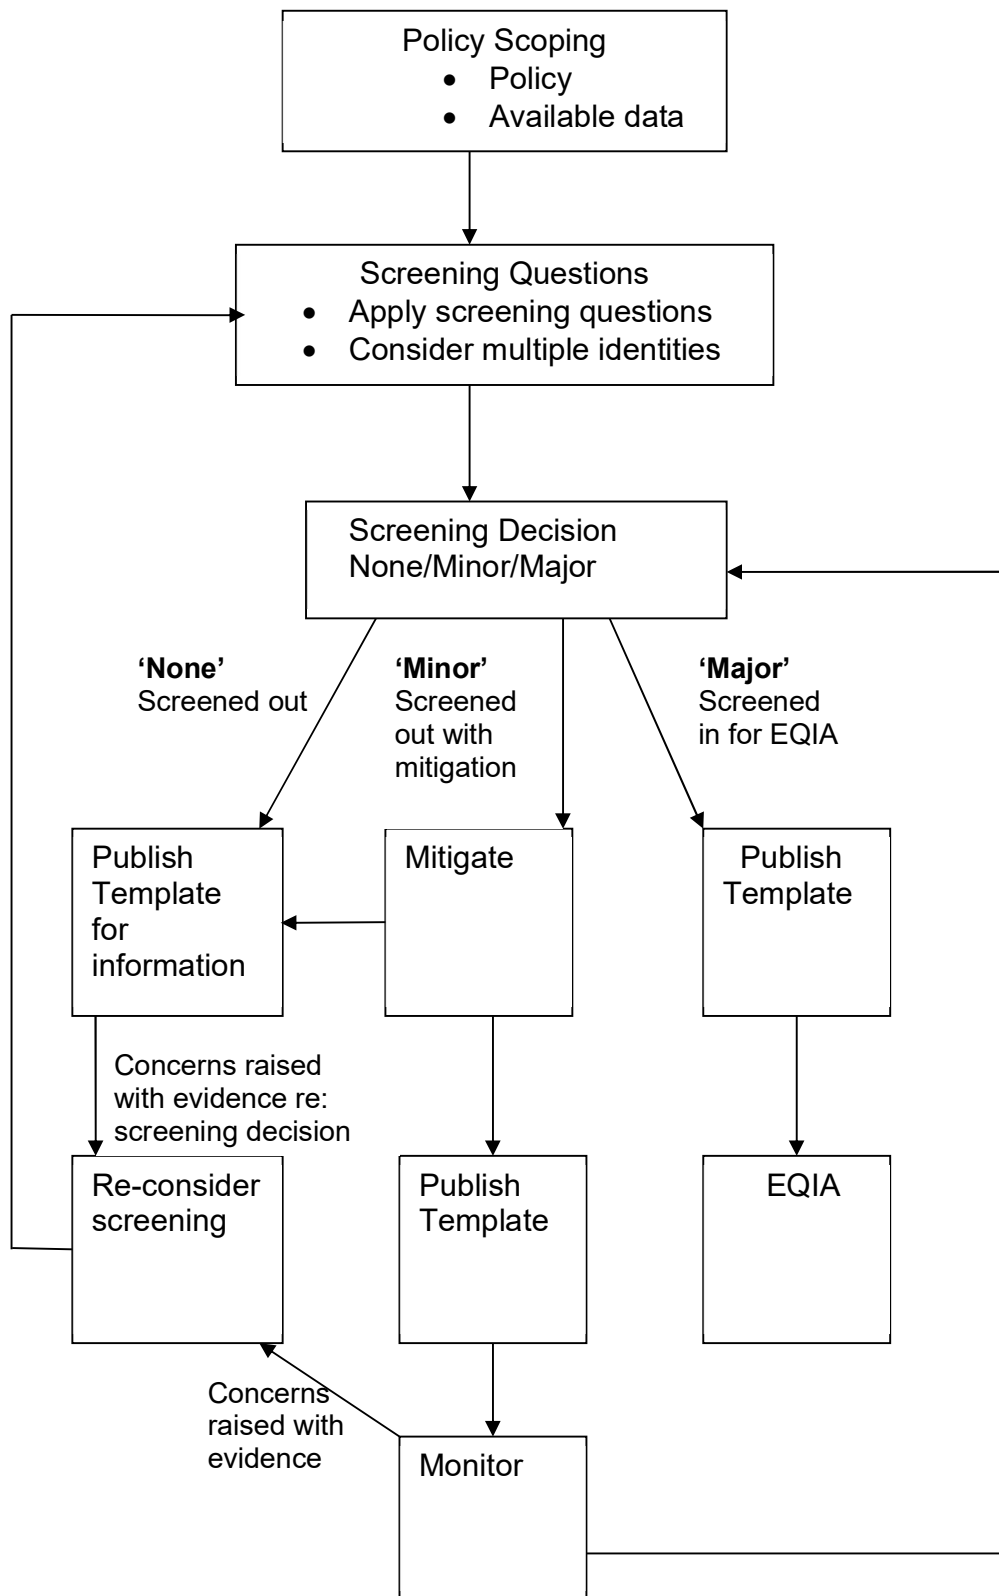 Policy Scoping
• Policy
• Available data
Screening Questions
• Apply screening questions
• Consider multiple identities
Screening Decision
None/Minor/Major
‘None’
Screened out
‘Minor’
Screened
out with
mitigation
‘Major’
Screened
in for EQIA
Publish
Template
for
information
Mitigate
Publish
Template
Concerns raised
with evidence re:
screening decision
Re-consider
screening
Publish
Template
EQIA
Concerns
raised with
evidence
Monitor